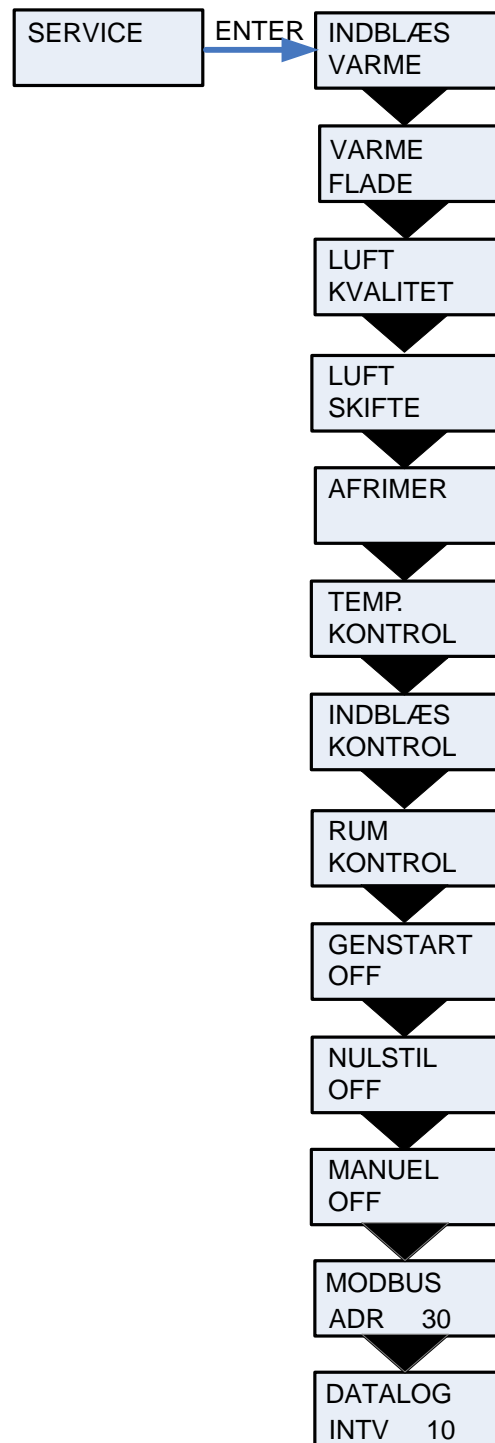 SERVICE
ENTER
INDBLÆS
VARME
VARME
FLADE
LUFT
KVALITET
LUFT
SKIFTE
AFRIMER
TEMP.
KONTROL
INDBLÆS
KONTROL
RUM
KONTROL
GENSTART
OFF
NULSTIL
OFF
MANUEL
OFF
MODBUS
ADR 30
DATALOG
INTV 10